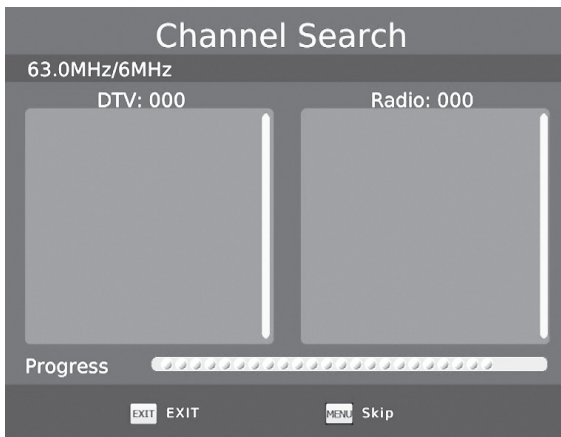 Channel Search
63.0MHz/6MHz
DTV: 000 Radio: 000
Progress
EXIT EXIT MENU Skip